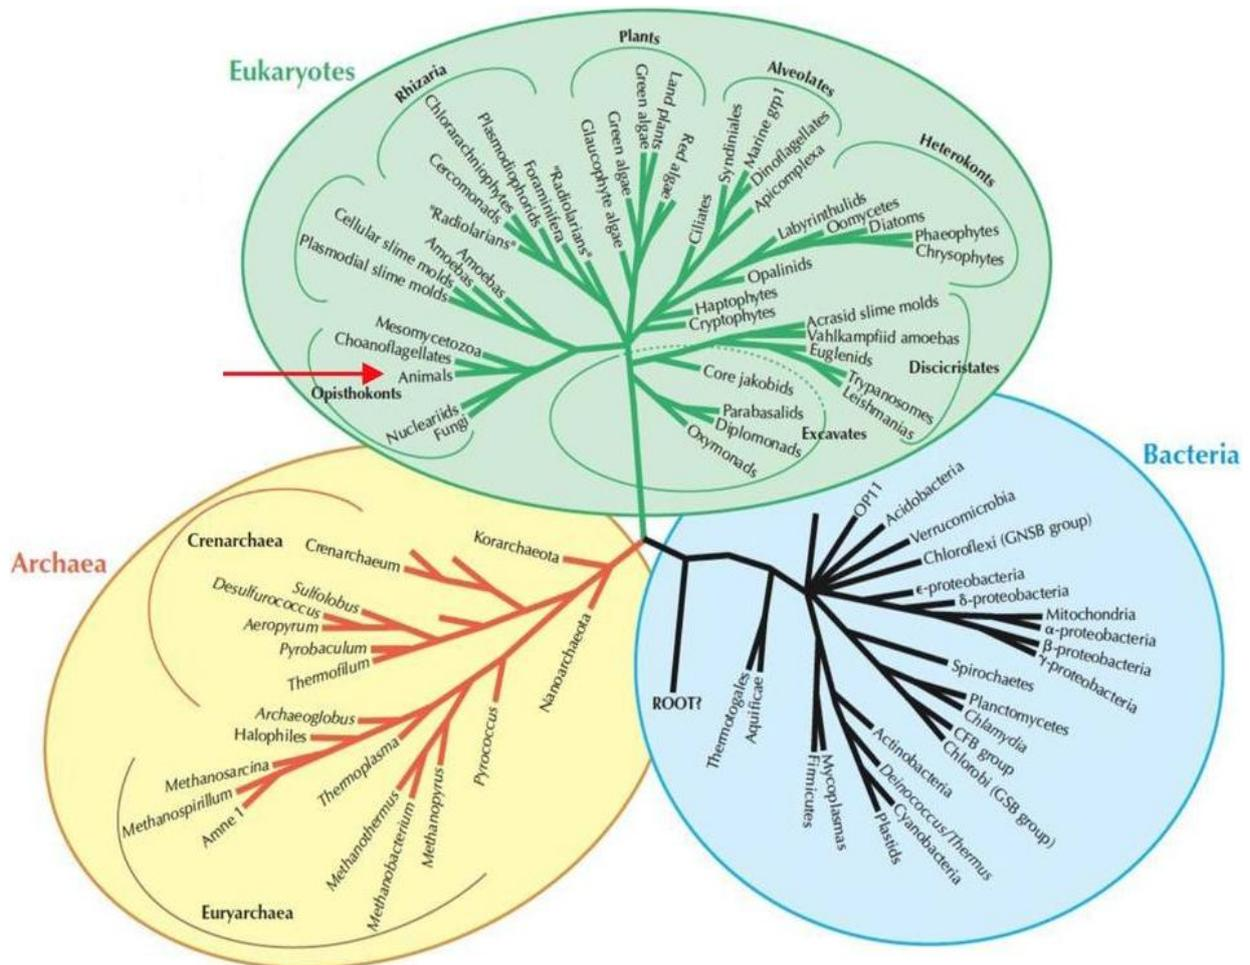 Eukaryotes
Rhizaria
Plants
Alveolates
Heterokonts
Chlorarachniophytes
Plasmodiophorids
Cercomonads
Foraminifera
"Radiolarians"
"Radiolarians"
Glaucophyte algae
Green algae
Green algae
Land plants
Red algae
Ciliates
Syndiniales
Marine grp1
Dinoflagellates
Apicomplexa
Labyrinthulids
Oomycetes
Diatoms
Phaeophytes
Chrysophytes
Opalinids
Haptophytes
Cryptophytes
Cellular slime molds
Plasmodial slime molds
Amoebas
Amoebas
Mesomycetozoa
Choanoflagellates
Animals
Opisthokonts
Nucleariids
Fungi
Acrasid slime molds
Vahlkampfiid amoebas
Euglenids
Trypanosomes
Leishmanias
Discicristates
Core jakobids
Parabasalids
Diplomonads
Oxymonads
Excavates
Archaea
Crenarchaea
Crenarchaeum
Korarchaeota
Sulfolobus
Desulfurococcus
Aeropyrum
Pyrobaculum
Thermofilum
Nanoarchaeota
Archaeoglobus
Halophiles
Methanosarcina
Methanospirillum
Amne 1
Thermoplasma
Methanothermus
Methanobacterium
Methanopyrus
Pyrococcus
Euryarchaea
Bacteria
OP11
Acidobacteria
Verrucomicrobia
Chloroflexi (GNSB group)
ϵ-proteobacteria
δ-proteobacteria
Mitochondria
α-proteobacteria
β-proteobacteria
γ-proteobacteria
Spirochaetes
Planctomycetes
Chlamydia
CFB group
Chlorobi (GSB group)
Actinobacteria
Deinococcus/Thermus
Cyanobacteria
Plastids
Mycoplasmas
Firmicutes
Aquificae
Thermotogales
ROOT?